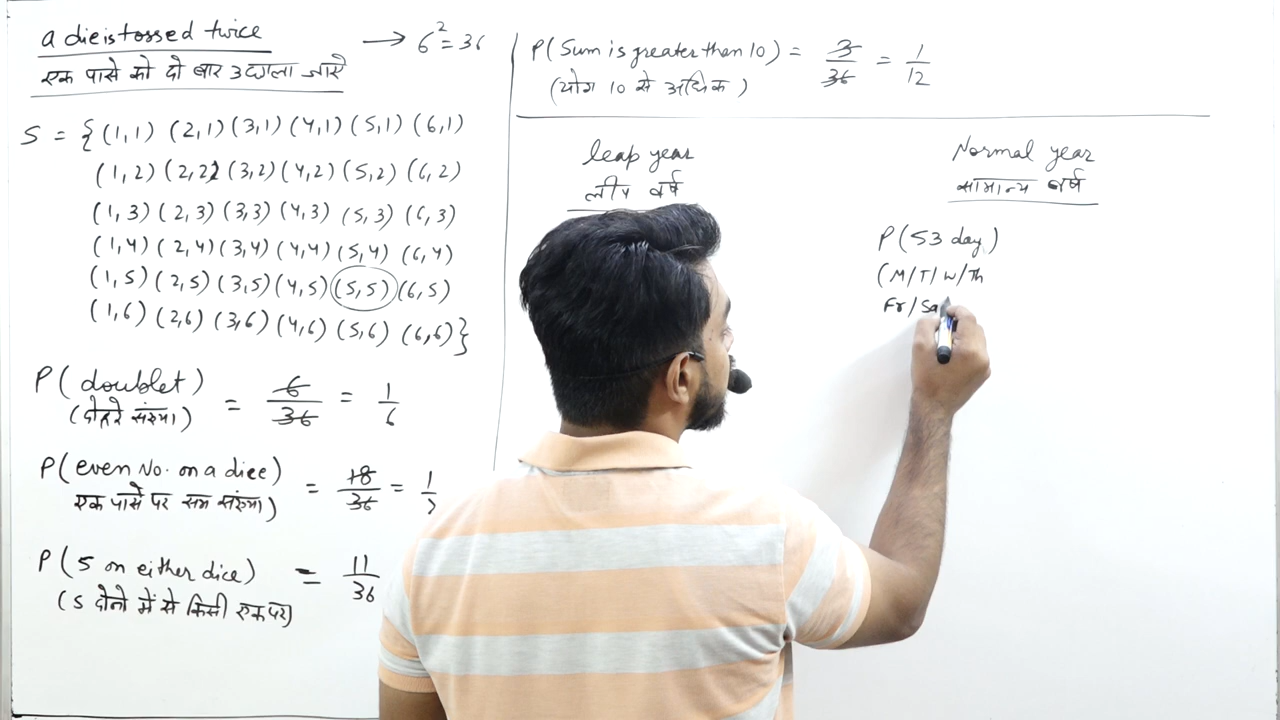 a die is tossed twice → 6² = 36
एक पासे को दो बार उछाला जाये
S = {(1,1) (2,1) (3,1) (4,1) (5,1) (6,1)
(1,2) (2,2) (3,2) (4,2) (5,2) (6,2)
(1,3) (2,3) (3,3) (4,3) (5,3) (6,3)
(1,4) (2,4) (3,4) (4,4) (5,4) (6,4)
(1,5) (2,5) (3,5) (4,5) (5,5) (6,5)
(1,6) (2,6) (3,6) (4,6) (5,6) (6,6)}
P(doublet) = 6/36 = 1/6
(दोहरे संख्या)
P(even No. on a dice) = 18/36 = 1/2
एक पासे पर सम संख्या)
P(5 on either dice) = 11/36
(5 दोनो में से किसी एक पर)
P(Sum is greater than 10) = 3/36 = 1/12
(योग 10 से अधिक)
leap year
लीप वर्ष
Normal year
सामान्य वर्ष
P(53 day)
(M/T/W/Th
Fr/Sa